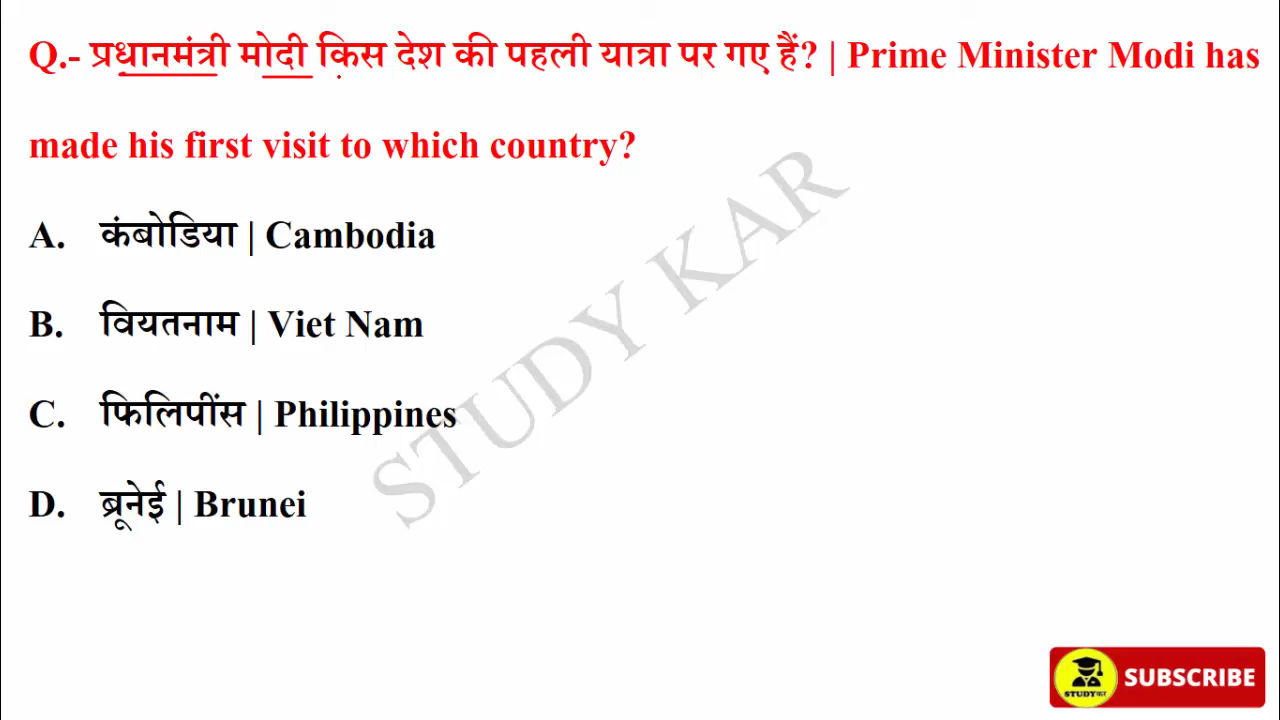 Q.- प्रधानमंत्री मोदी किस देश की पहली यात्रा पर गए हैं? | Prime Minister Modi has
made his first visit to which country?
A. कंबोडिया | Cambodia
B. वियतनाम | Viet Nam
C. फिलिपींस | Philippines
D. ब्रूनेई | Brunei
STUDY KAR
STUDYकर
SUBSCRIBE